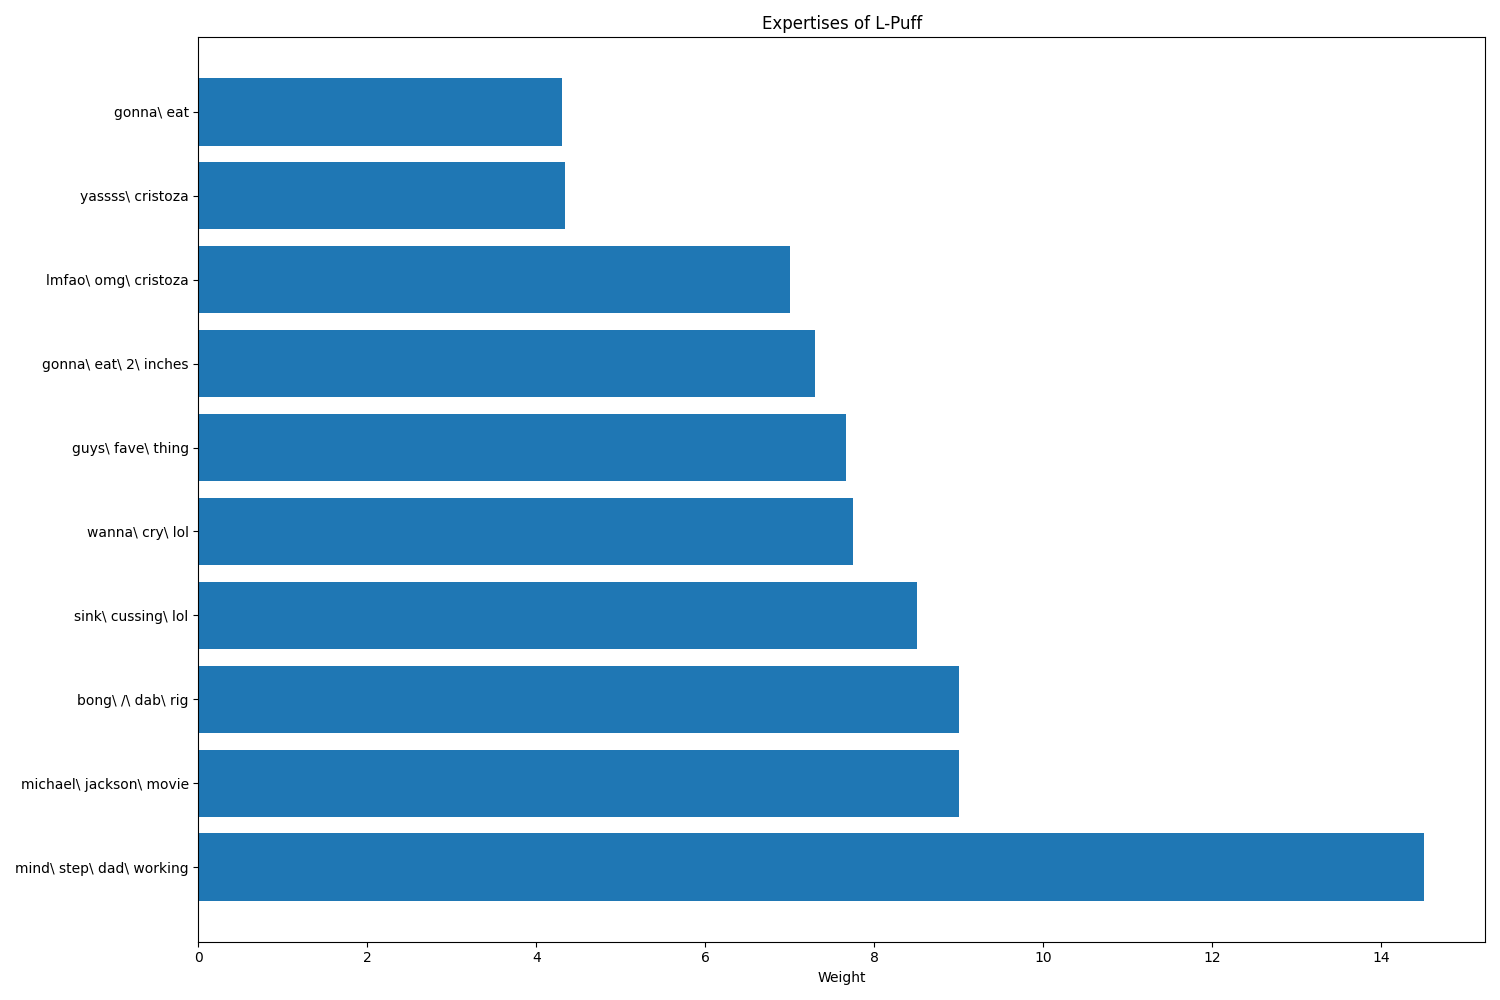 Expertises of L-Puff
gonna\ eat
yassss\ cristoza
lmfao\ omg\ cristoza
gonna\ eat\ 2\ inches
guys\ fave\ thing
wanna\ cry\ lol
sink\ cussing\ lol
bong\ /\ dab\ rig
michael\ jackson\ movie
mind\ step\ dad\ working
0 2 4 6 8 10 12 14
Weight